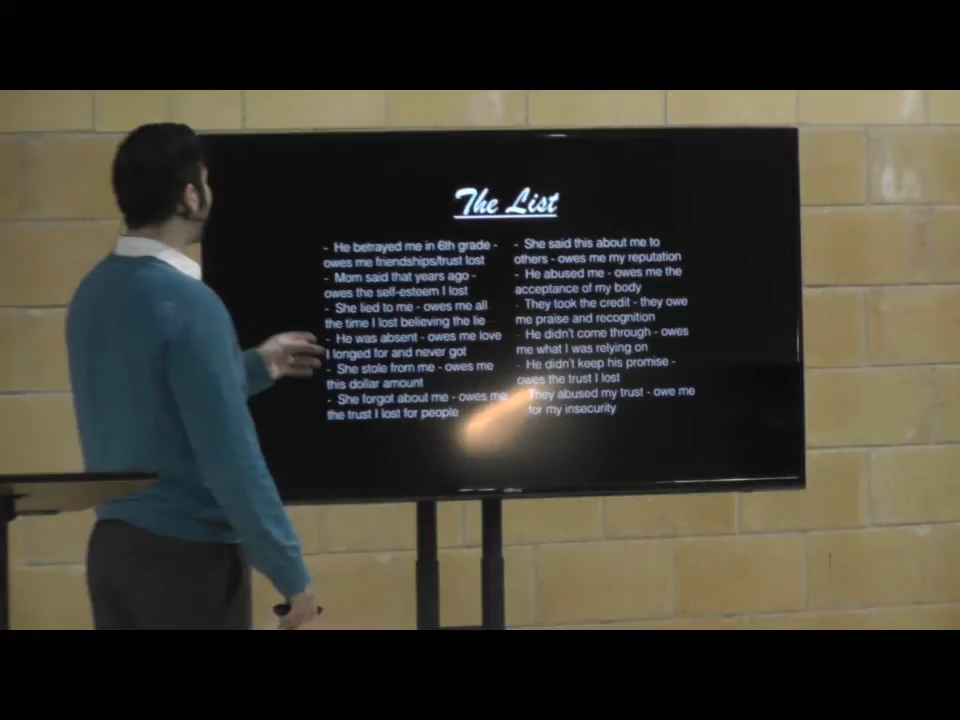 The List
- He betrayed me in 6th grade -
owes me friendships/trust lost
- Mom said that years ago -
owes the self-esteem I lost
- She lied to me - owes me all
the time I lost believing the lie
- He was absent - owes me love
I longed for and never got
- She stole from me - owes me
this dollar amount
- She forgot about me - owes me
the trust I lost for people
- She said this about me to
others - owes me my reputation
- He abused me - owes me the
acceptance of my body
- They took the credit - they owe
me praise and recognition
- He didn't come through - owes
me what I was relying on
- He didn't keep his promise -
owes the trust I lost
They abused my trust - owe me
for my insecurity